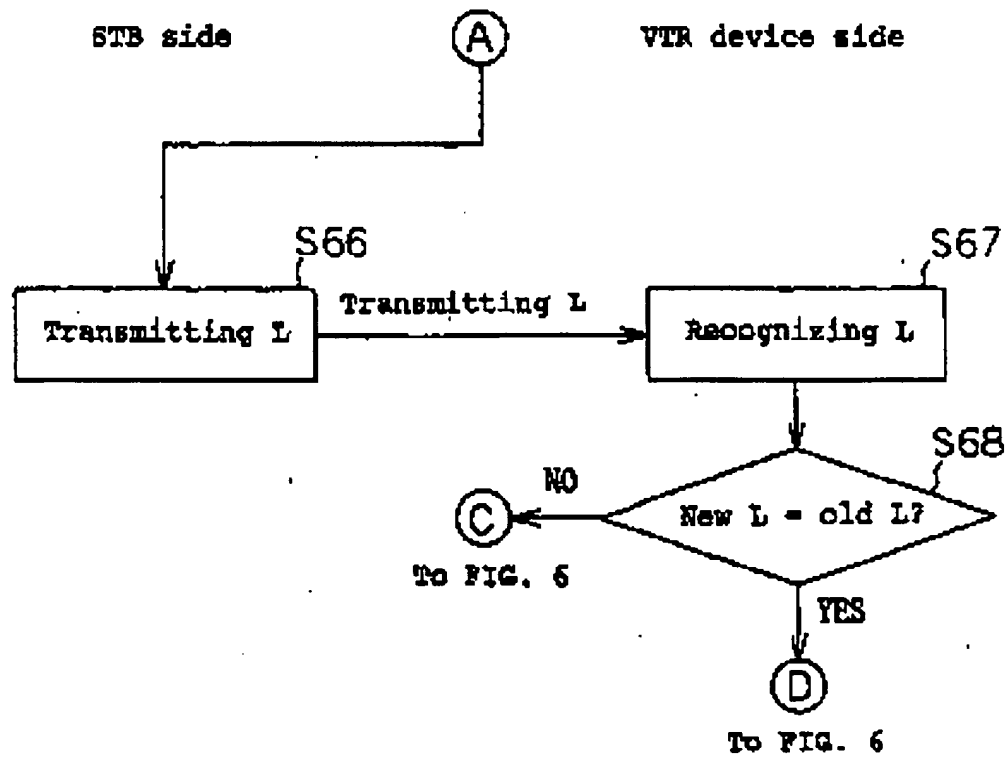 STB side
A
VTR device side
S66
S67
Transmitting L
Transmitting L
Recognizing L
S68
NO
New L = old L?
C
To FIG. 6
YES
D
To FIG. 6